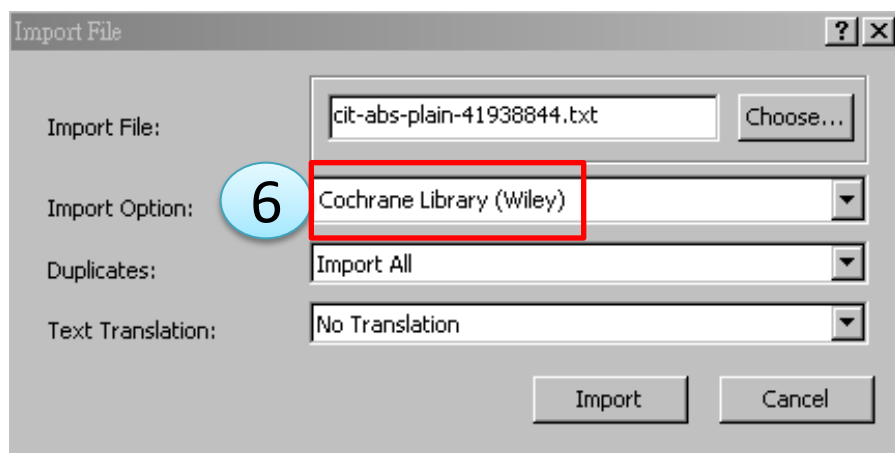 Import File
Import File: cit-abs-plain-41938844.txt Choose...
Import Option: 6 Cochrane Library (Wiley)
Duplicates: Import All
Text Translation: No Translation
Import Cancel